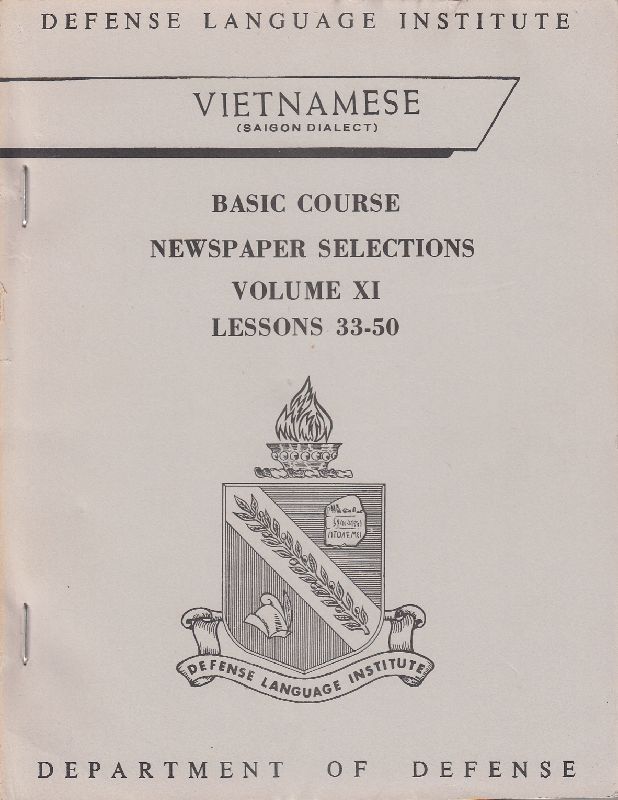 DEFENSE LANGUAGE INSTITUTE
VIETNAMESE
(SAIGON DIALECT)
BASIC COURSE
NEWSPAPER SELECTIONS
VOLUME XI
LESSONS 33-50
DEFENSE LANGUAGE INSTITUTE
DEPARTMENT OF DEFENSE